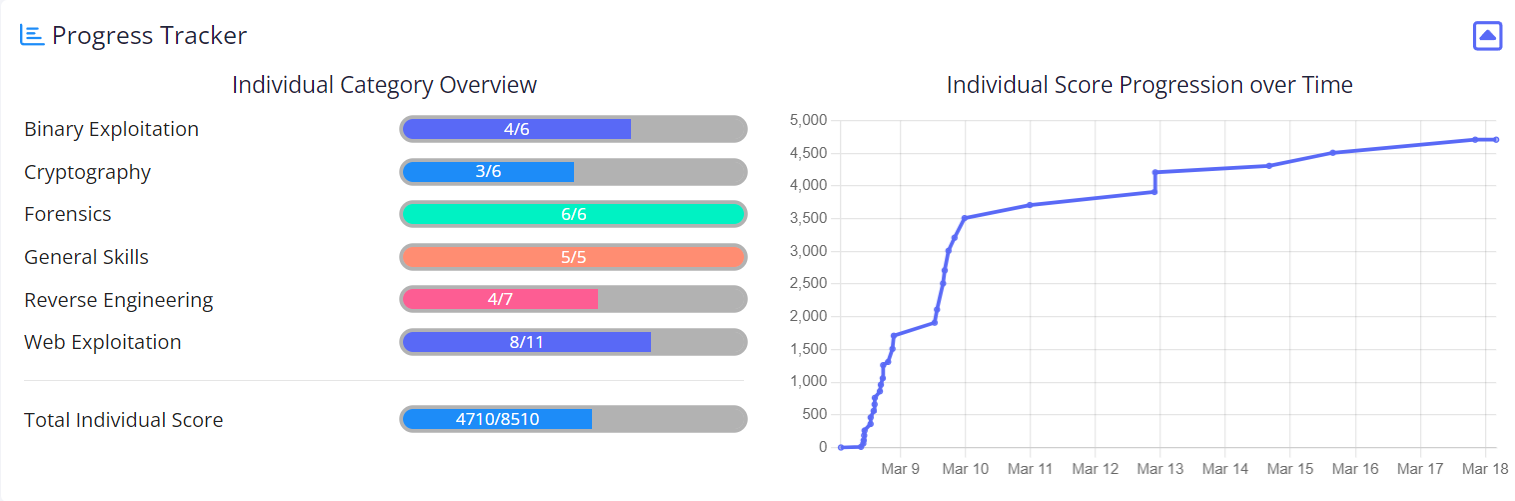 Progress Tracker
Individual Category Overview
Binary Exploitation 4/6
Cryptography 3/6
Forensics 6/6
General Skills 5/5
Reverse Engineering 4/7
Web Exploitation 8/11
Total Individual Score 4710/8510
Individual Score Progression over Time
5,000
4,500
4,000
3,500
3,000
2,500
2,000
1,500
1,000
500
0
Mar 9 Mar 10 Mar 11 Mar 12 Mar 13 Mar 14 Mar 15 Mar 16 Mar 17 Mar 18